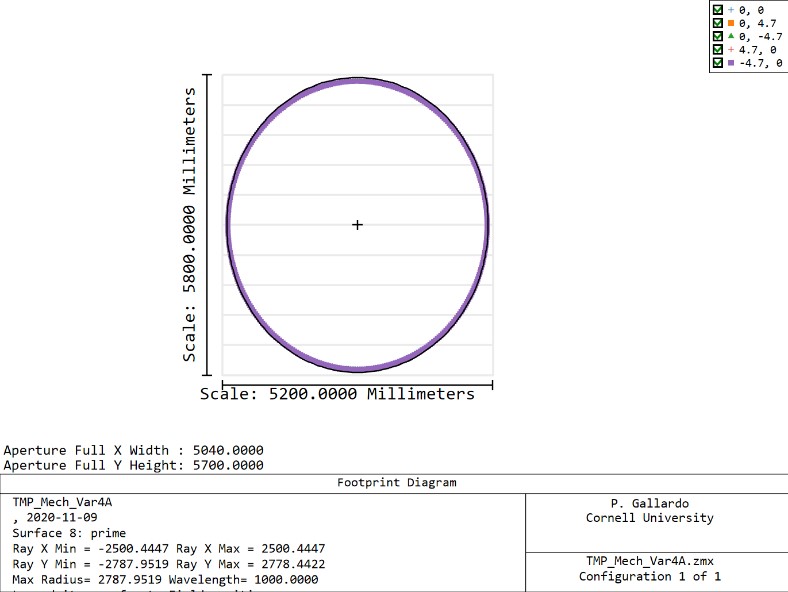 + 0, 0
0, 4.7
0, -4.7
+ 4.7, 0
-4.7, 0
Scale: 5800.0000 Millimeters
Scale: 5200.0000 Millimeters
Aperture Full X Width : 5040.0000
Aperture Full Y Height: 5700.0000
Footprint Diagram
TMP_Mech_Var4A
, 2020-11-09
Surface 8: prime
Ray X Min = -2500.4447 Ray X Max = 2500.4447
Ray Y Min = -2787.9519 Ray Y Max = 2778.4422
Max Radius= 2787.9519 Wavelength= 1000.0000
P. Gallardo
Cornell University
TMP_Mech_Var4A.zmx
Configuration 1 of 1